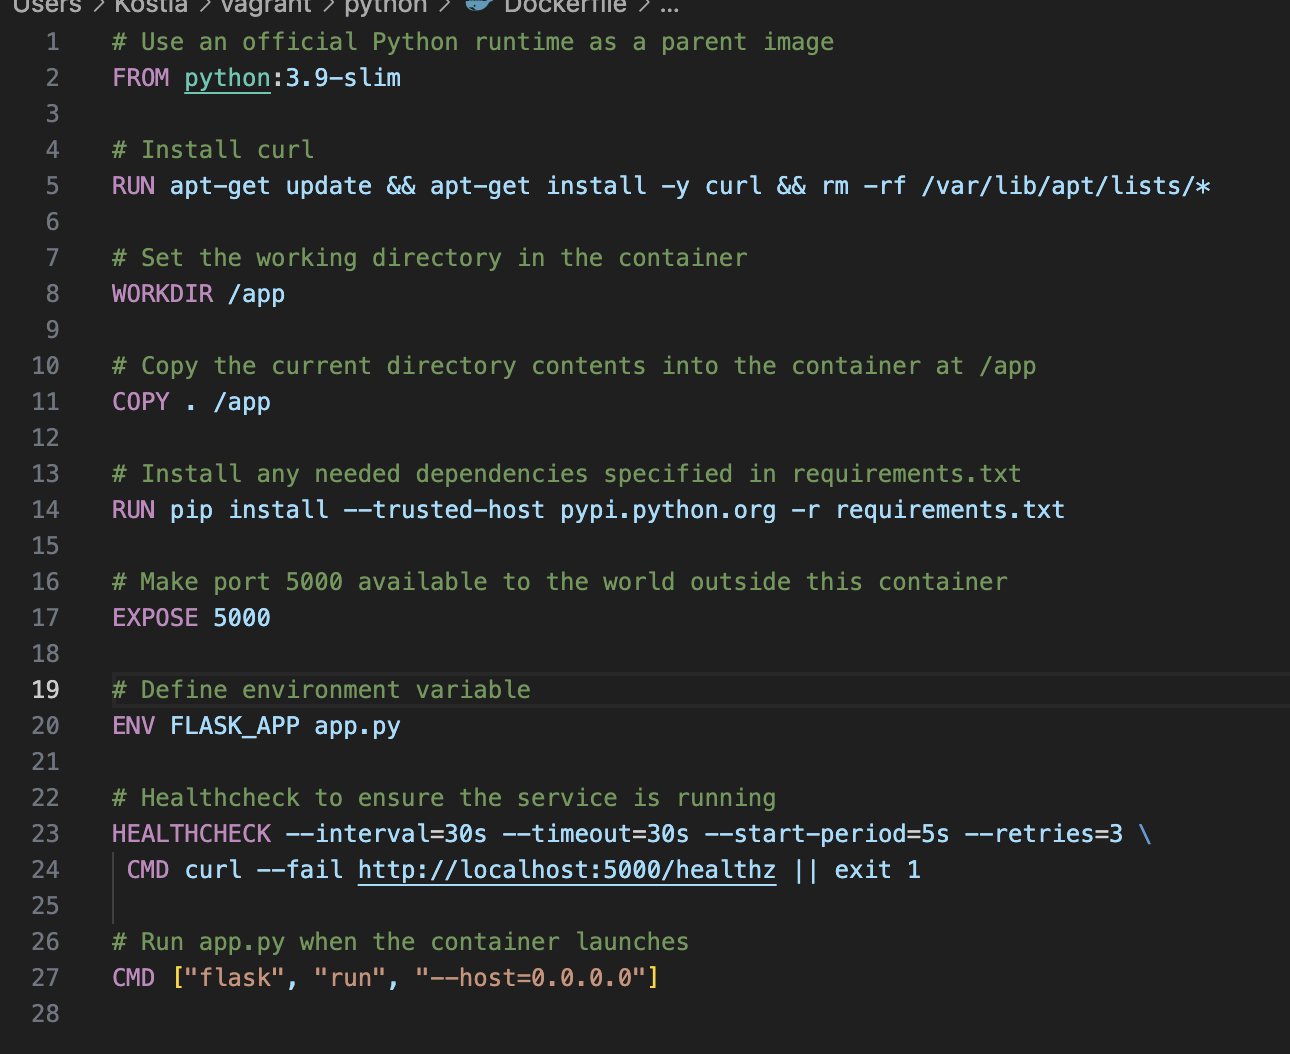 Users > Kostia > vagrant > python > Dockerfile > ...
1 # Use an official Python runtime as a parent image
2 FROM python:3.9-slim
3
4 # Install curl
5 RUN apt-get update && apt-get install -y curl && rm -rf /var/lib/apt/lists/*
6
7 # Set the working directory in the container
8 WORKDIR /app
9
10 # Copy the current directory contents into the container at /app
11 COPY . /app
12
13 # Install any needed dependencies specified in requirements.txt
14 RUN pip install --trusted-host pypi.python.org -r requirements.txt
15
16 # Make port 5000 available to the world outside this container
17 EXPOSE 5000
18
19 # Define environment variable
20 ENV FLASK_APP app.py
21
22 # Healthcheck to ensure the service is running
23 HEALTHCHECK --interval=30s --timeout=30s --start-period=5s --retries=3 \
24  CMD curl --fail http://localhost:5000/healthz || exit 1
25
26 # Run app.py when the container launches
27 CMD ["flask", "run", "--host=0.0.0.0"]
28